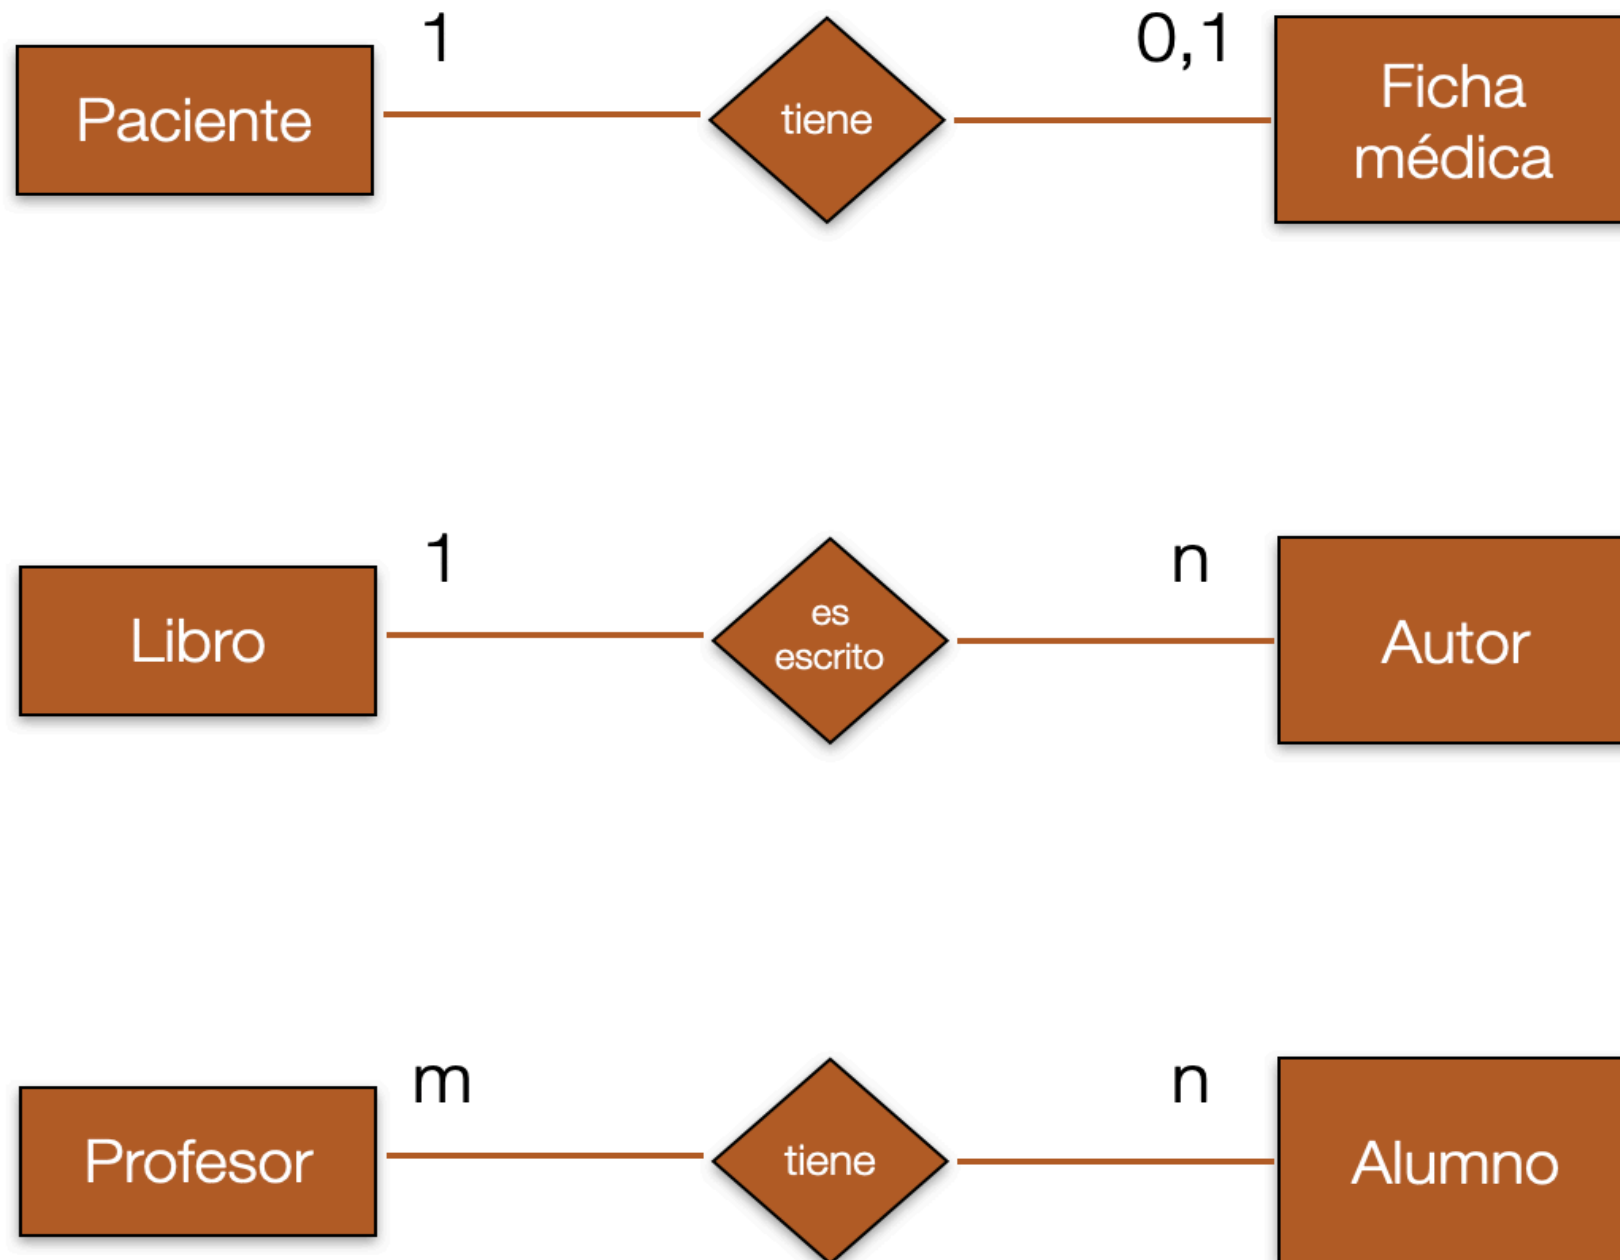 1
0,1
Paciente
tiene
Ficha
médica
1
n
Libro
es
escrito
Autor
m
n
Profesor
tiene
Alumno